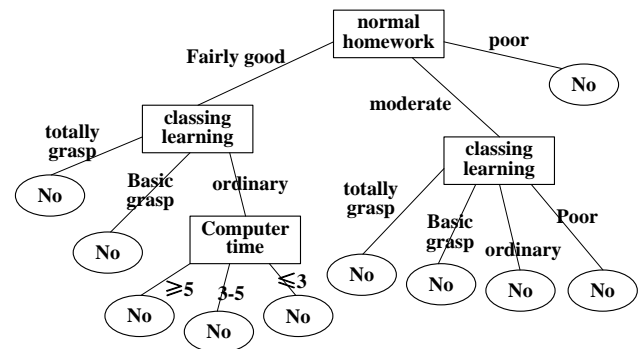 normal
homework
Fairly good
poor
No
moderate
classing
learning
totally
grasp
classing
learning
No
Basic
grasp
ordinary
totally
grasp
Basic
grasp
ordinary
Poor
No
Computer
time
No
No
No
No
≥5
3-5
≤3
No
No
No